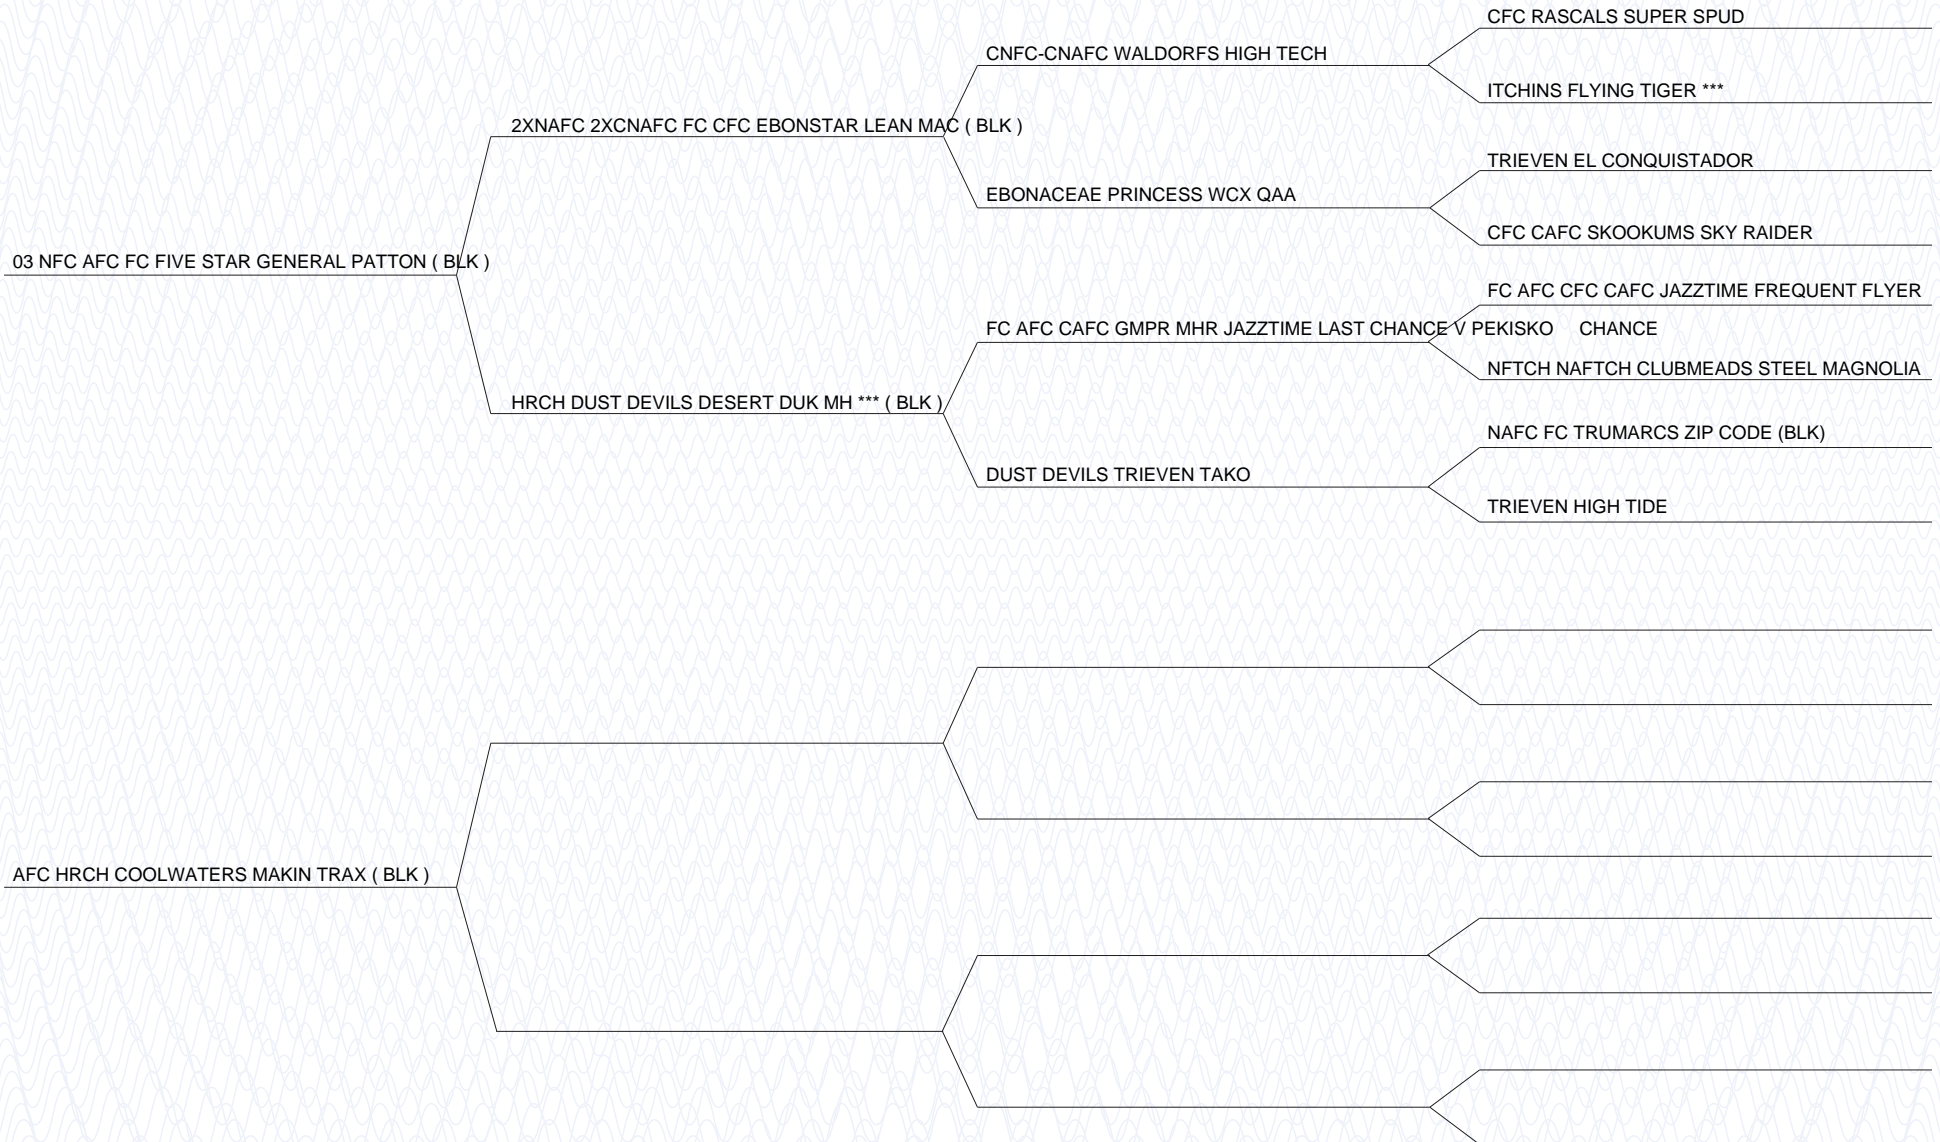 CFC RASCALS SUPER SPUD
CNFC-CNAFC WALDORFS HIGH TECH
ITCHINS FLYING TIGER ***
2XNAFC 2XCNAFC FC CFC EBONSTAR LEAN MAC ( BLK )
TRIEVEN EL CONQUISTADOR
EBONACEAE PRINCESS WCX QAA
CFC CAFC SKOOKUMS SKY RAIDER
03 NFC AFC FC FIVE STAR GENERAL PATTON ( BLK )
FC AFC CFC CAFC JAZZTIME FREQUENT FLYER
FC AFC CAFC GMPR MHR JAZZTIME LAST CHANCE V PEKISKO CHANCE
NFTCH NAFTCH CLUBMEADS STEEL MAGNOLIA
HRCH DUST DEVILS DESERT DUK MH *** ( BLK )
NAFC FC TRUMARCS ZIP CODE (BLK)
DUST DEVILS TRIEVEN TAKO
TRIEVEN HIGH TIDE
AFC HRCH COOLWATERS MAKIN TRAX ( BLK )